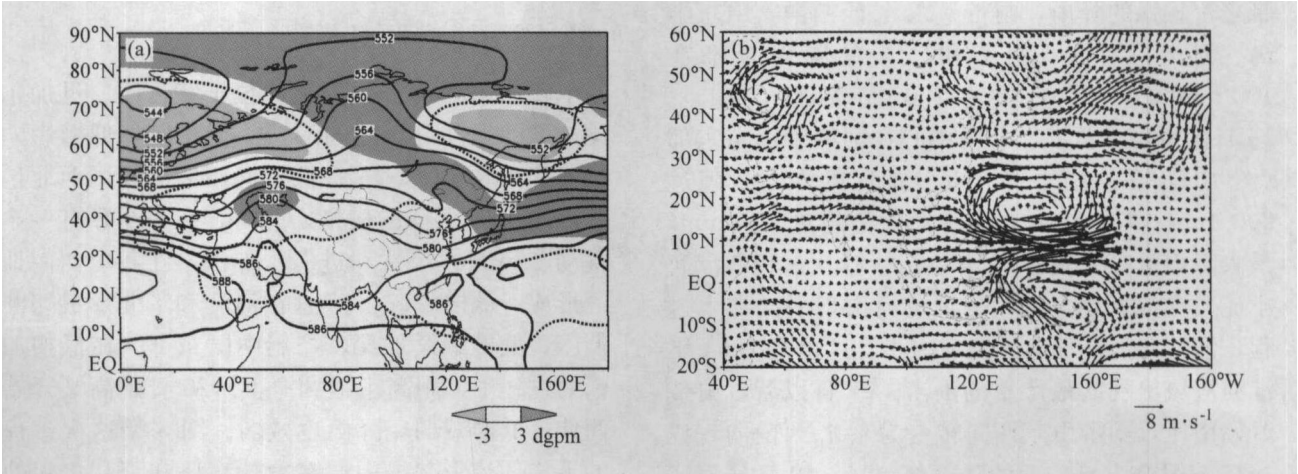 (a)
90°N
80°N
70°N
60°N
50°N
40°N
30°N
20°N
10°N
EQ
0°E
40°E
80°E
120°E
160°E
552
556
560
564
544
548
552
560
564
568
568
572
576
580
584
552
564
568
572
576
580
586
588
584
586
586
-3 3 dgpm
(b)
60°N
50°N
40°N
30°N
20°N
10°N
EQ
10°S
20°S
40°E
80°E
120°E
160°E
160°W
8 m·s⁻¹